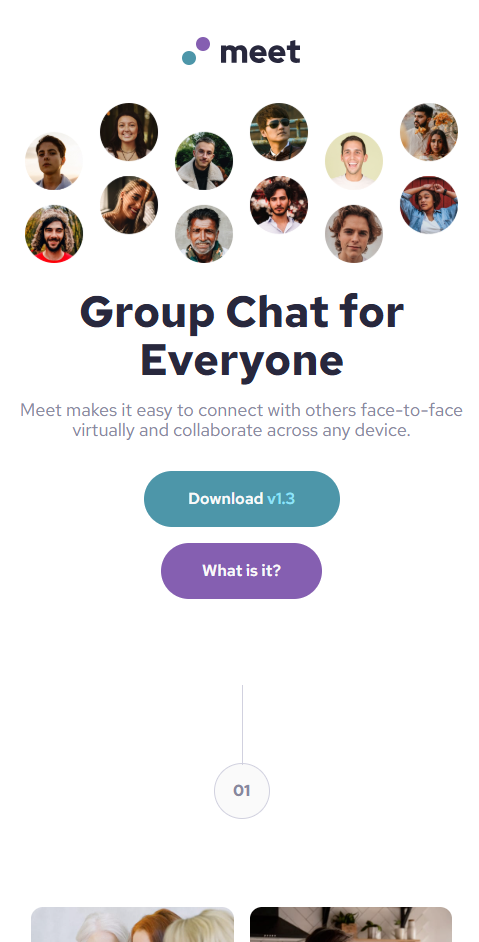 meet
Group Chat for
Everyone
Meet makes it easy to connect with others face-to-face
virtually and collaborate across any device.
Download v1.3
What is it?
01